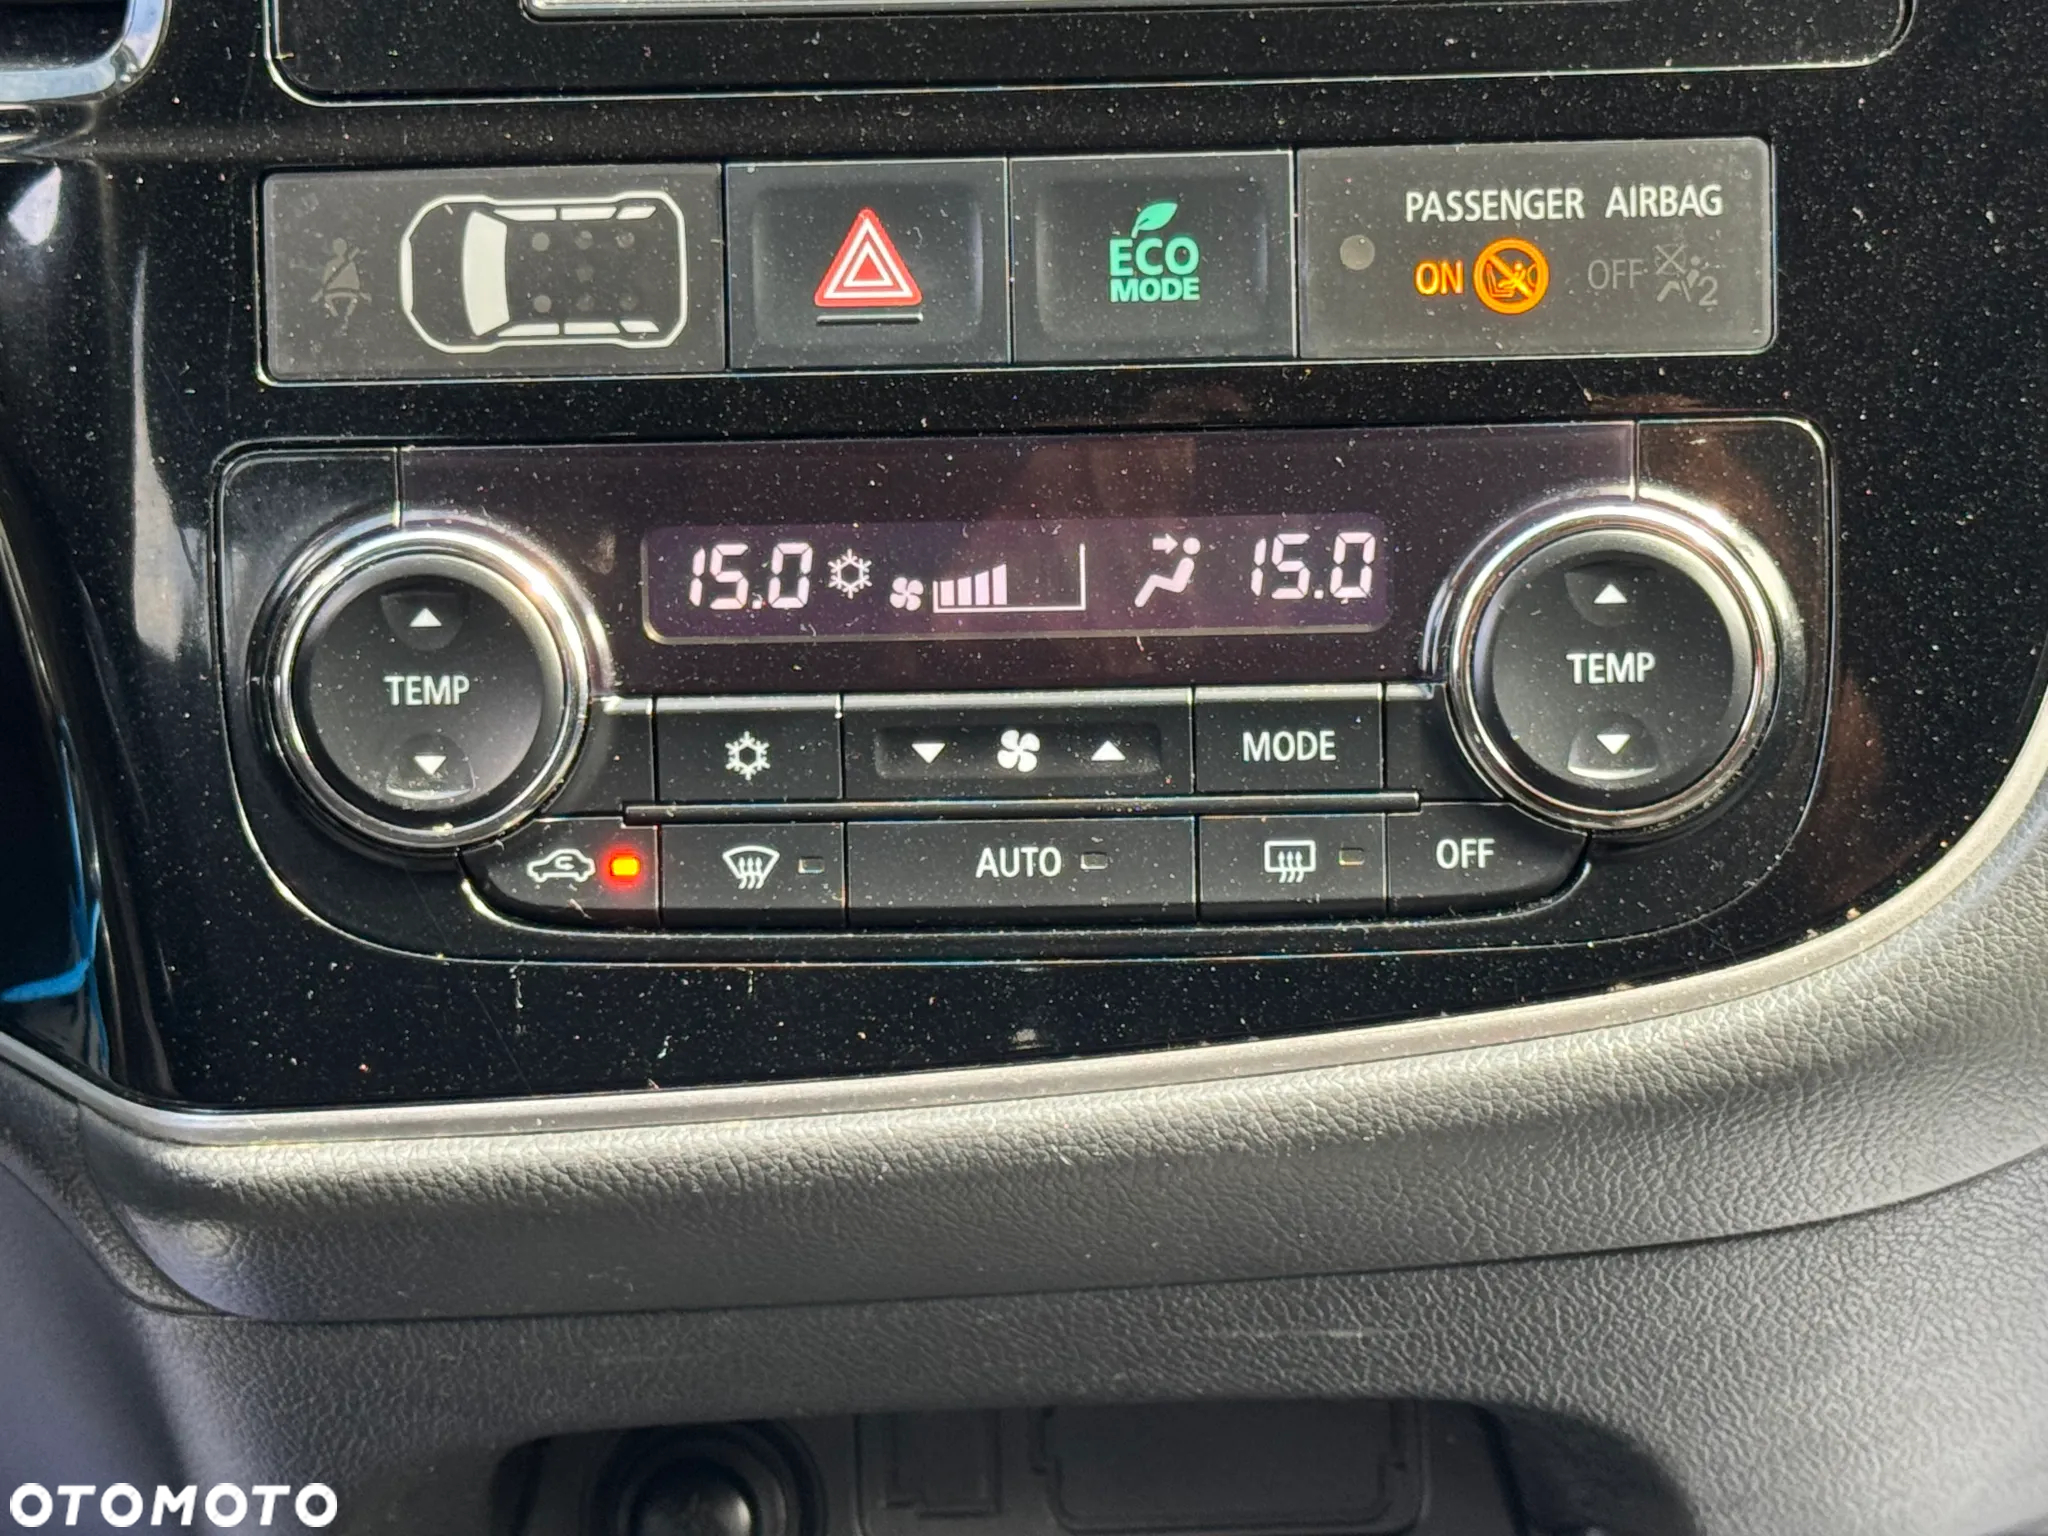 PASSENGER AIRBAG
ECO
MODE
ON OFF 2
15.0 15.0
TEMP
TEMP
MODE
AUTO
OFF
OTOMOTO